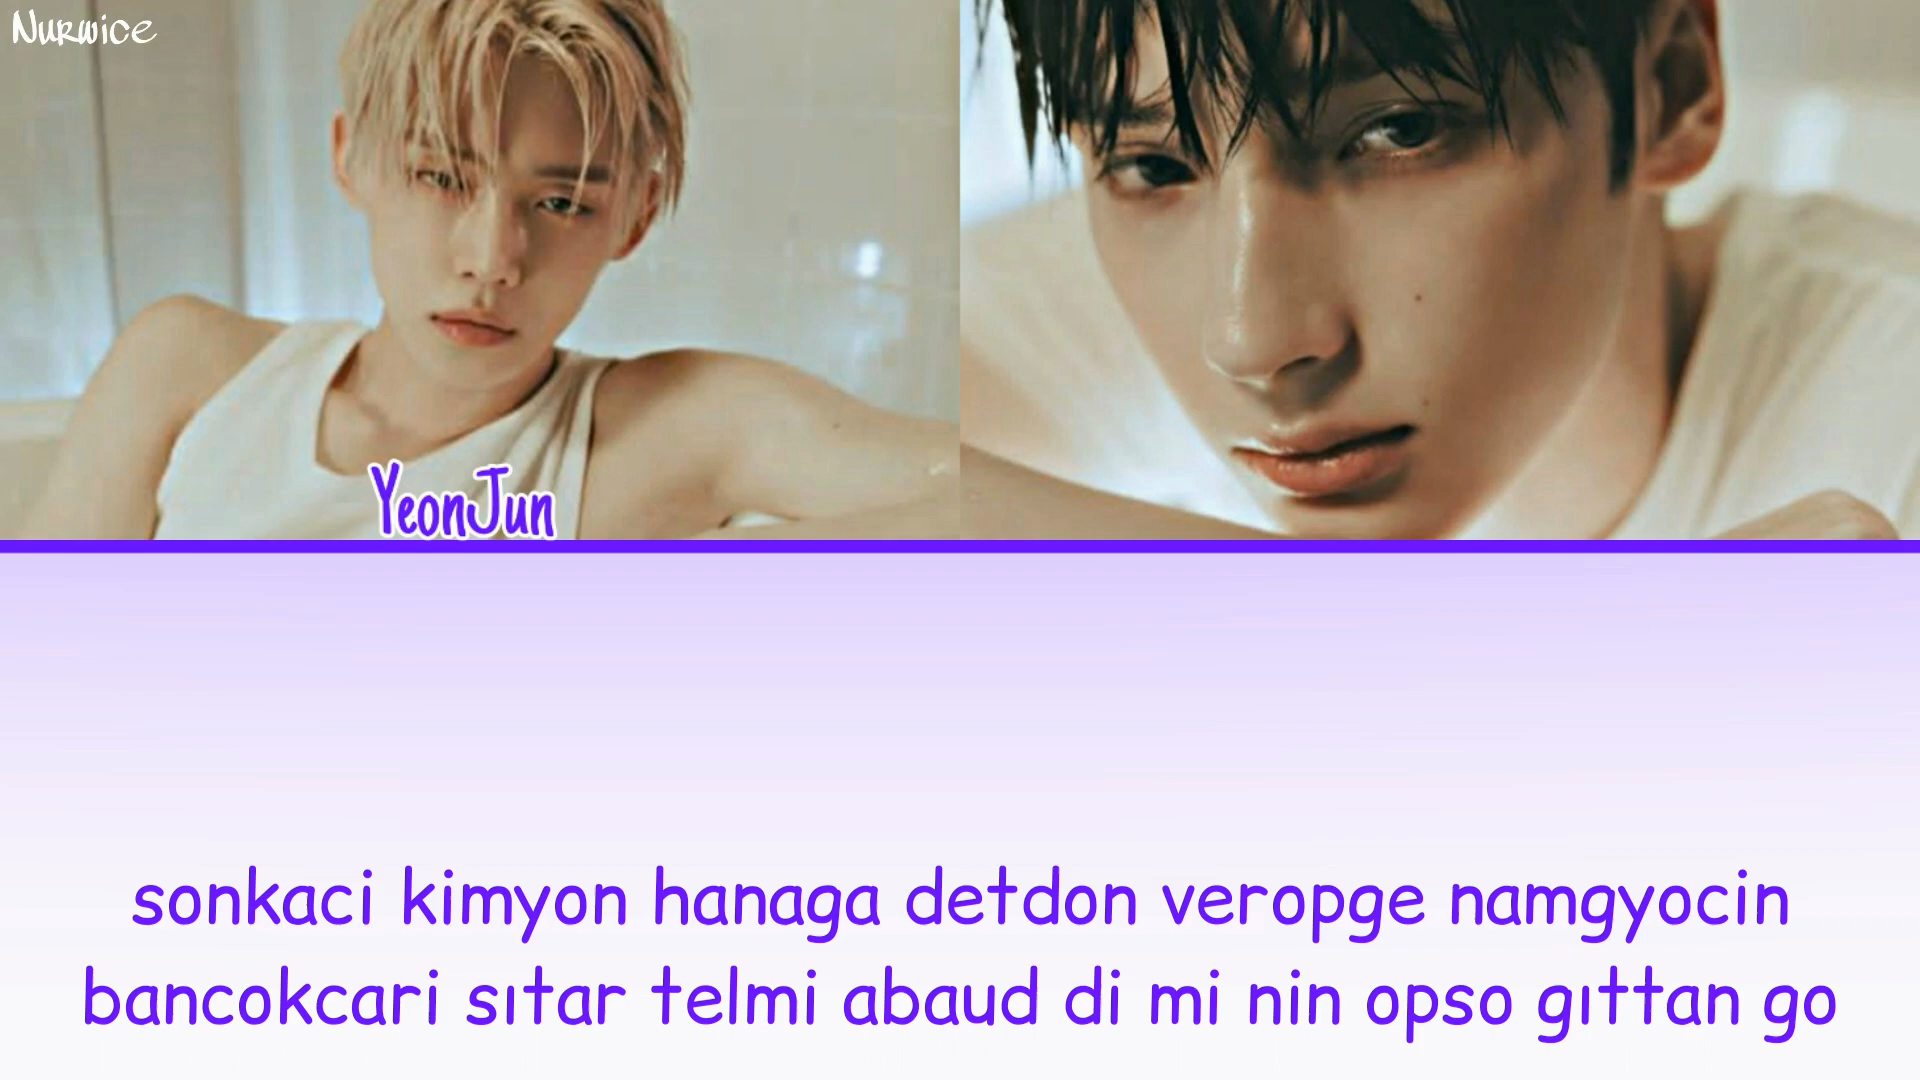 Nurwice
YeonJun
sonkaci kimyon hanaga detdon veropge namgyocin
bancokcari sıtar telmi abaud di mi nin opso gıttan go